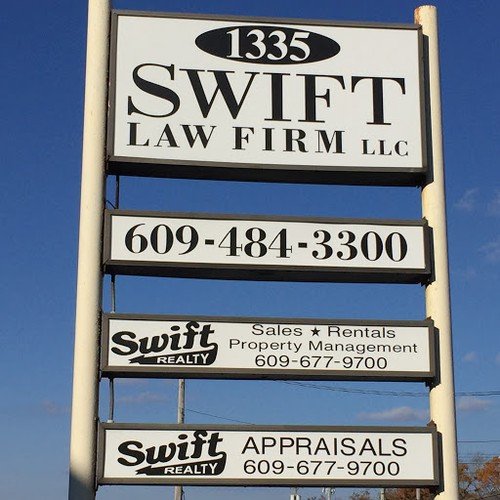 1335
SWIFT
LAW FIRM LLC
609-484-3300
Swift REALTY
Sales ★ Rentals
Property Management
609-677-9700
Swift REALTY
APPRAISALS
609-677-9700